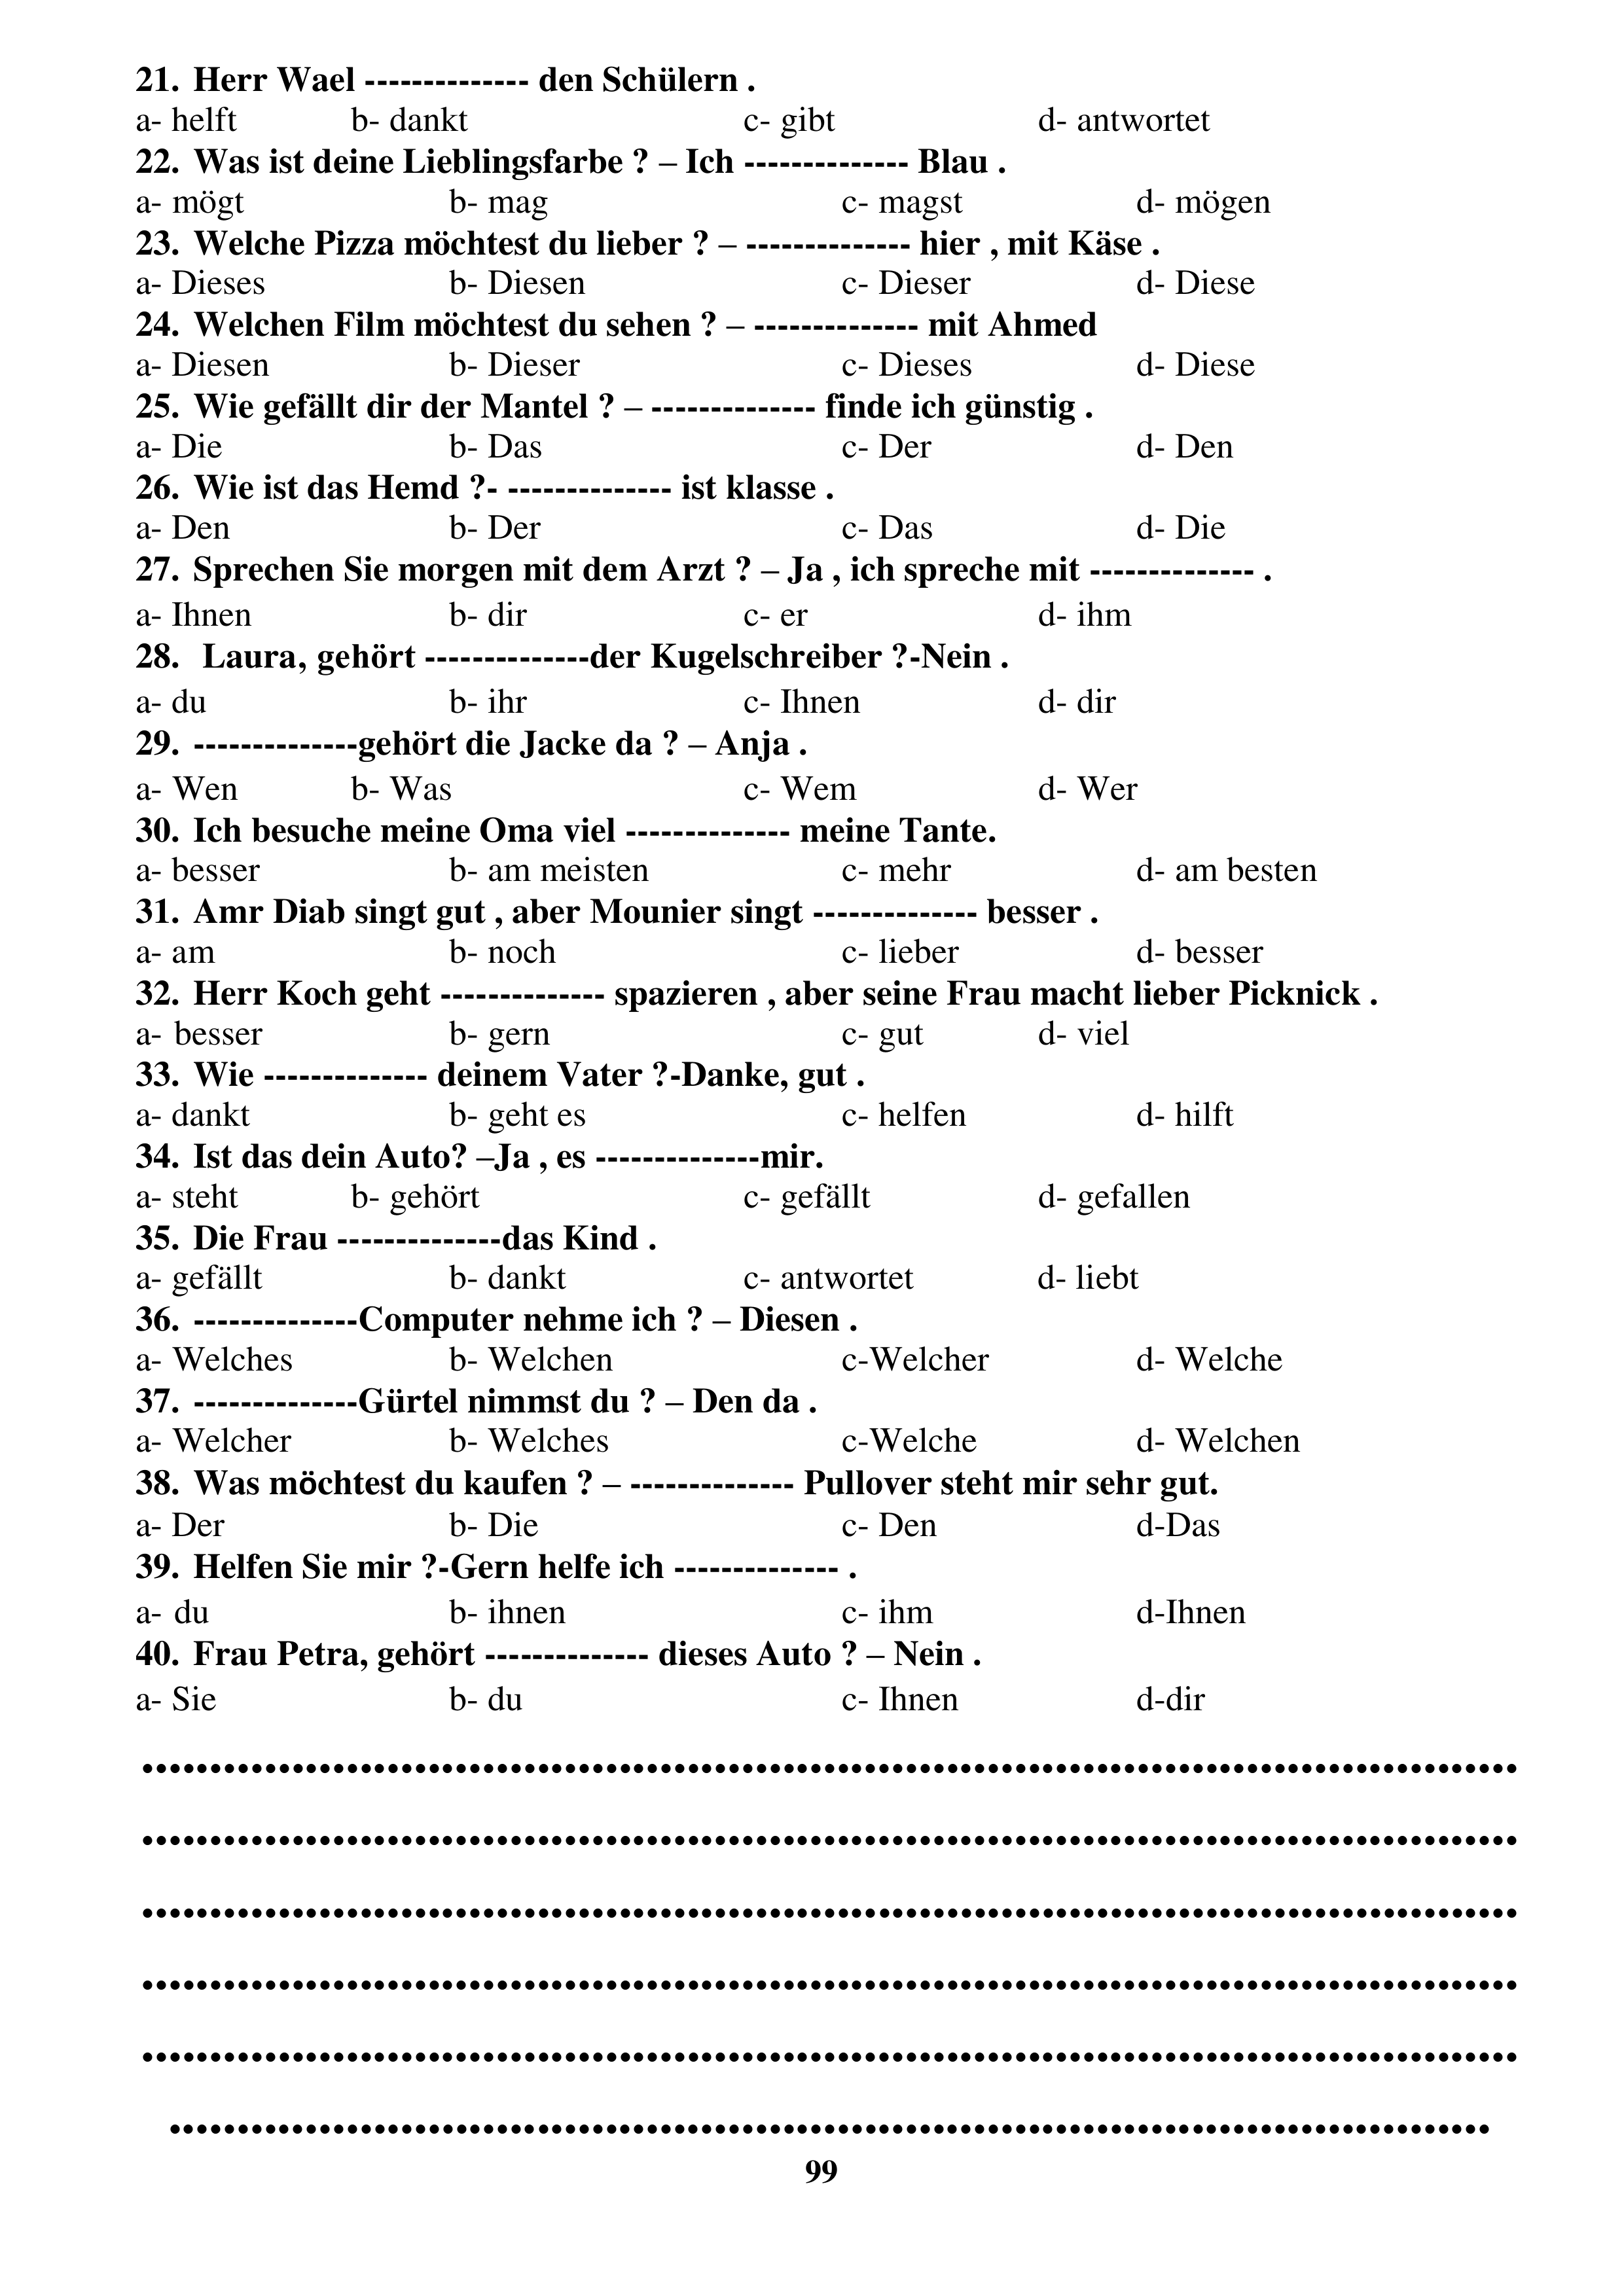 21. Herr Wael -------------- den Schülern .
a- helft b- dankt c- gibt d- antwortet
22. Was ist deine Lieblingsfarbe ? – Ich -------------- Blau .
a- mögt b- mag c- magst d- mögen
23. Welche Pizza möchtest du lieber ? – -------------- hier , mit Käse .
a- Dieses b- Diesen c- Dieser d- Diese
24. Welchen Film möchtest du sehen ? – -------------- mit Ahmed
a- Diesen b- Dieser c- Dieses d- Diese
25. Wie gefällt dir der Mantel ? – -------------- finde ich günstig .
a- Die b- Das c- Der d- Den
26. Wie ist das Hemd ?- -------------- ist klasse .
a- Den b- Der c- Das d- Die
27. Sprechen Sie morgen mit dem Arzt ? – Ja , ich spreche mit -------------- .
a- Ihnen b- dir c- er d- ihm
28. Laura, gehört --------------der Kugelschreiber ?-Nein .
a- du b- ihr c- Ihnen d- dir
29. --------------gehört die Jacke da ? – Anja .
a- Wen b- Was c- Wem d- Wer
30. Ich besuche meine Oma viel -------------- meine Tante.
a- besser b- am meisten c- mehr d- am besten
31. Amr Diab singt gut , aber Mounier singt -------------- besser .
a- am b- noch c- lieber d- besser
32. Herr Koch geht -------------- spazieren , aber seine Frau macht lieber Picknick .
a- besser b- gern c- gut d- viel
33. Wie -------------- deinem Vater ?-Danke, gut .
a- dankt b- geht es c- helfen d- hilft
34. Ist das dein Auto? –Ja , es --------------mir.
a- steht b- gehört c- gefällt d- gefallen
35. Die Frau --------------das Kind .
a- gefällt b- dankt c- antwortet d- liebt
36. --------------Computer nehme ich ? – Diesen .
a- Welches b- Welchen c-Welcher d- Welche
37. --------------Gürtel nimmst du ? – Den da .
a- Welcher b- Welches c-Welche d- Welchen
38. Was möchtest du kaufen ? – -------------- Pullover steht mir sehr gut.
a- Der b- Die c- Den d-Das
39. Helfen Sie mir ?-Gern helfe ich -------------- .
a- du b- ihnen c- ihm d-Ihnen
40. Frau Petra, gehört -------------- dieses Auto ? – Nein .
a- Sie b- du c- Ihnen d-dir
99